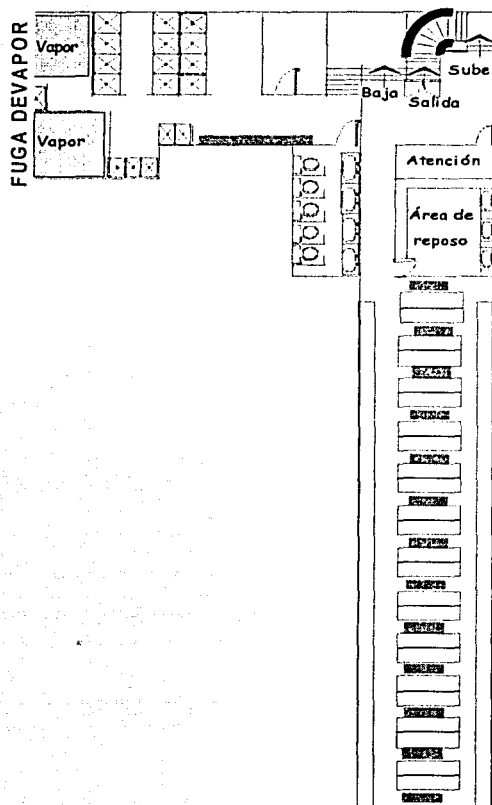 FUGA DEVAPOR
Vapor
Sube
Baja
Salida
Vapor
Atención
Área de
reposo